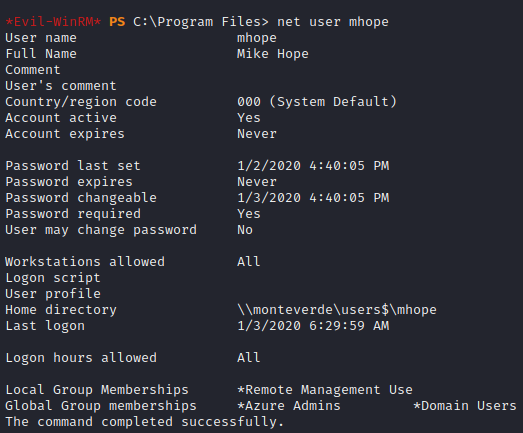 *Evil-WinRM* PS C:\Program Files> net user mhope
User name                    mhope
Full Name                    Mike Hope
Comment
User's comment
Country/region code          000 (System Default)
Account active               Yes
Account expires              Never

Password last set            1/2/2020 4:40:05 PM
Password expires             Never
Password changeable          1/3/2020 4:40:05 PM
Password required            Yes
User may change password     No

Workstations allowed         All
Logon script
User profile
Home directory               \\monteverde\users$\mhope
Last logon                   1/3/2020 6:29:59 AM

Logon hours allowed          All

Local Group Memberships      *Remote Management Use
Global Group memberships     *Azure Admins         *Domain Users
The command completed successfully.